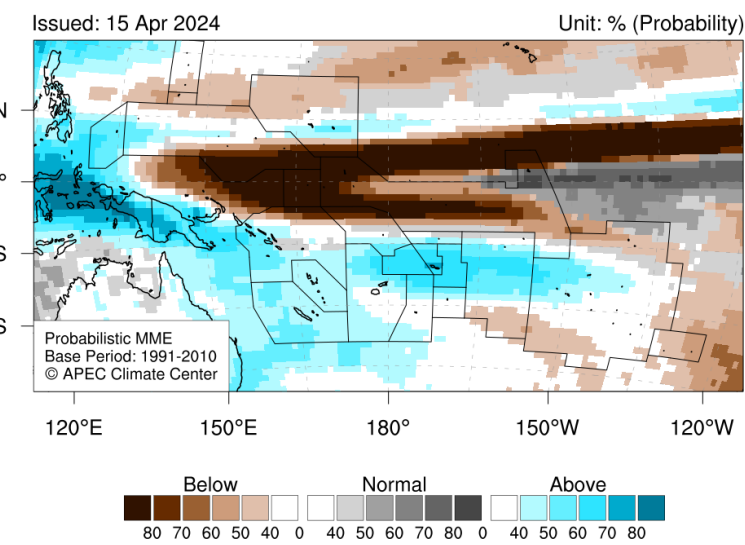 Issued: 15 Apr 2024 Unit: % (Probability)
N
°
S
S
Probabilistic MME
Base Period: 1991-2010
© APEC Climate Center
120°E 150°E 180° 150°W 120°W
Below Normal Above
80 70 60 50 40 0 40 50 60 70 80 0 40 50 60 70 80